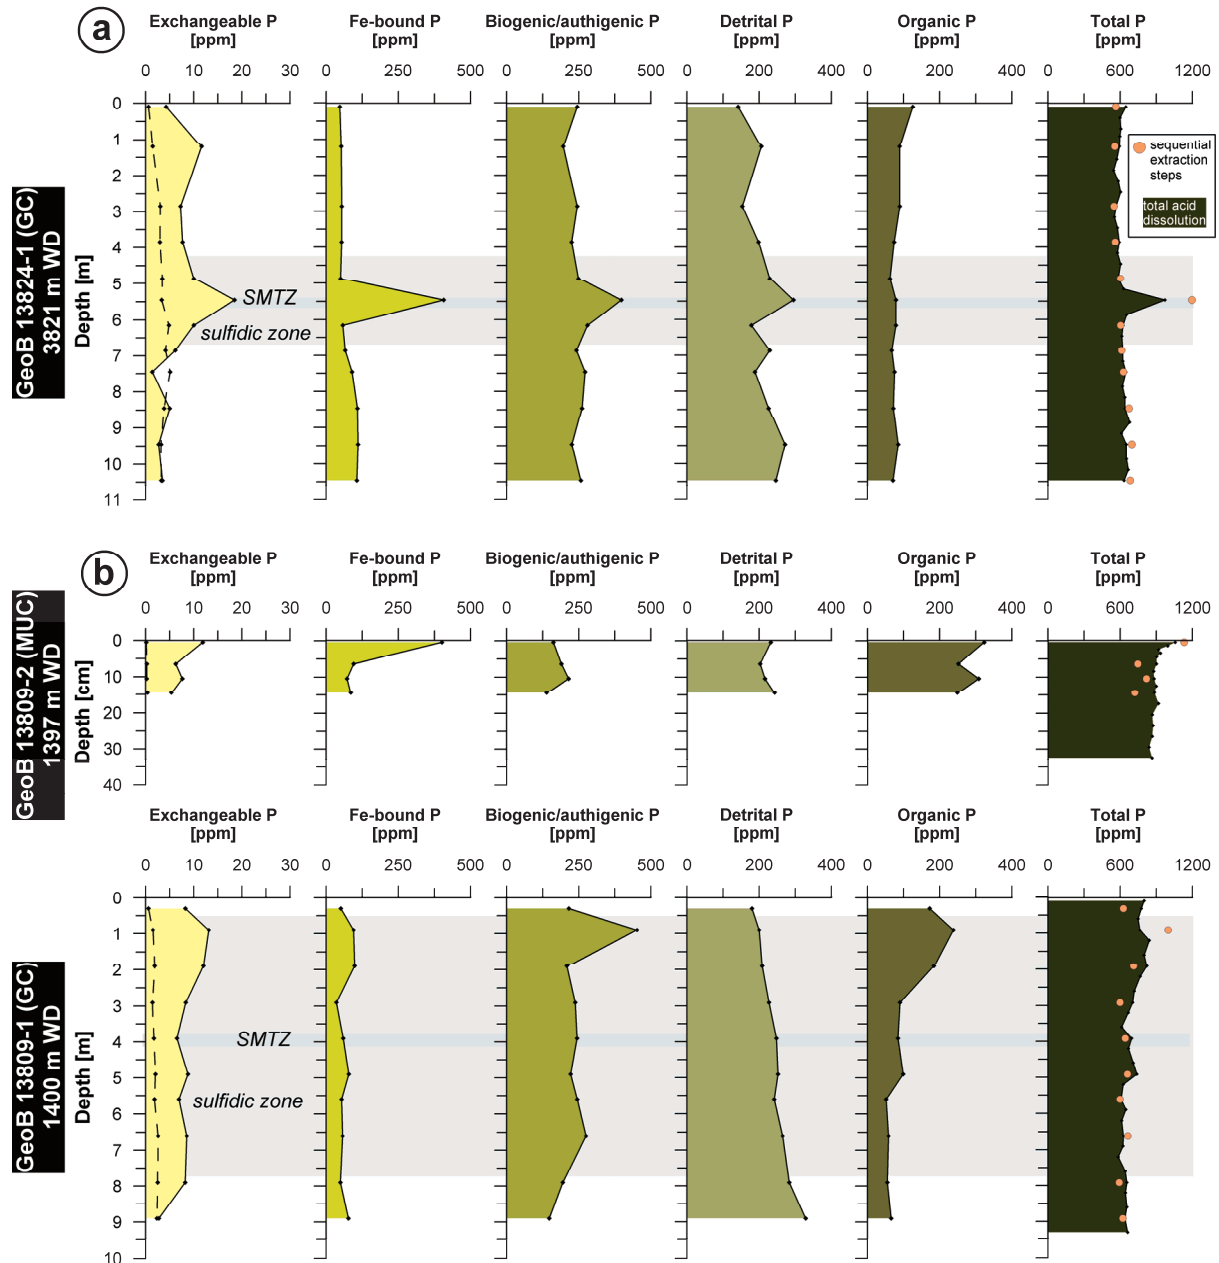 a
Exchangeable P Fe-bound P Biogenic/authigenic P Detrital P Organic P Total P
[ppm] [ppm] [ppm] [ppm] [ppm] [ppm]
0 10 20 30 0 250 500 0 250 500 0 200 400 0 200 400 0 600 1200
GeoB 13824-1 (GC)
3821 m WD
Depth [m]
0
1
2
3
4
5
6
7
8
9
10
11
SMTZ
sulfidic zone
sequential
extraction
steps
total acid
dissolution
b
Exchangeable P Fe-bound P Biogenic/authigenic P Detrital P Organic P Total P
[ppm] [ppm] [ppm] [ppm] [ppm] [ppm]
0 10 20 30 0 250 500 0 250 500 0 200 400 0 200 400 0 600 1200
GeoB 13809-2 (MUC)
1397 m WD
Depth [cm]
0
10
20
30
40
Exchangeable P Fe-bound P Biogenic/authigenic P Detrital P Organic P Total P
[ppm] [ppm] [ppm] [ppm] [ppm] [ppm]
0 10 20 30 0 250 500 0 250 500 0 200 400 0 200 400 0 600 1200
GeoB 13809-1 (GC)
1400 m WD
Depth [m]
0
1
2
3
4
5
6
7
8
9
10
SMTZ
sulfidic zone